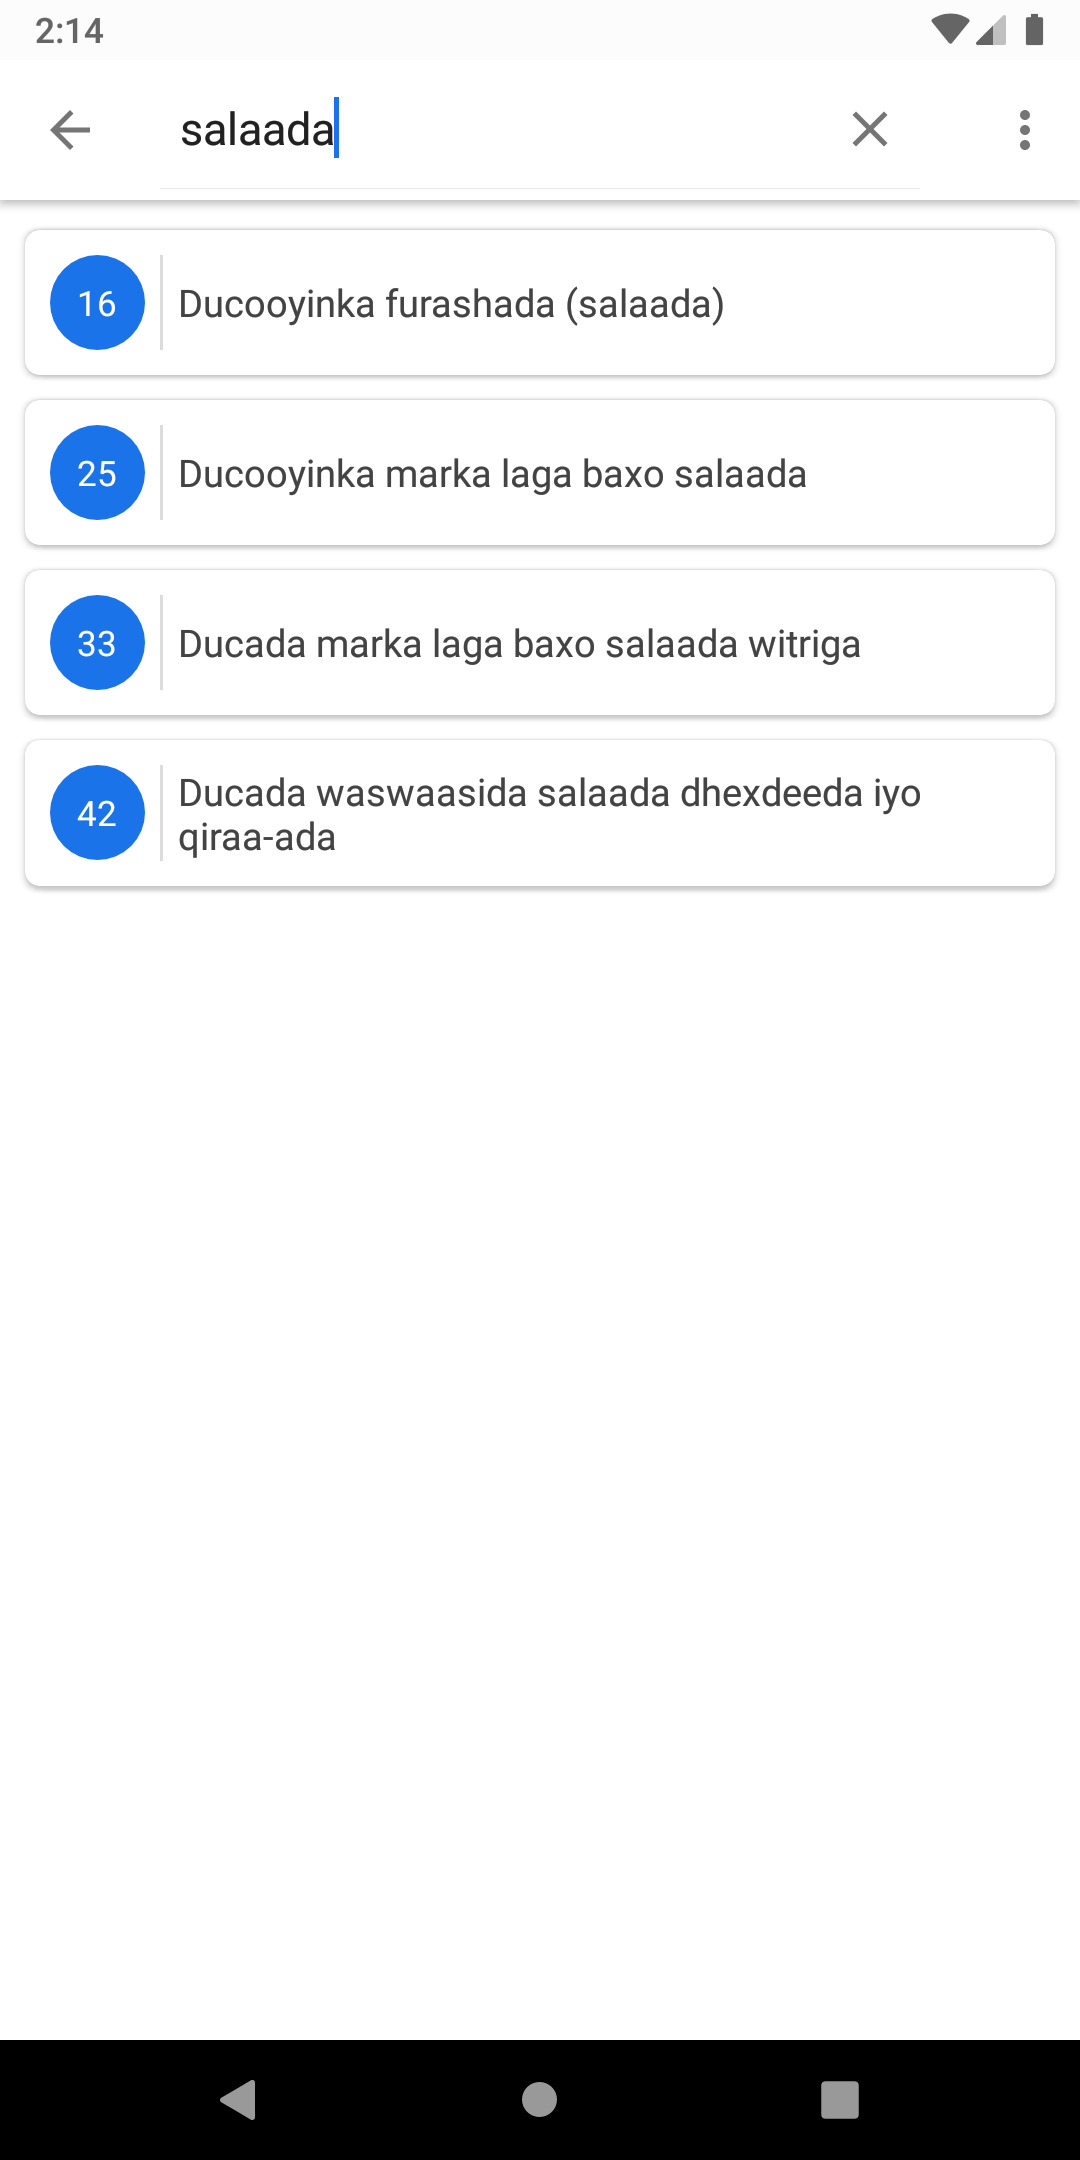 2:14
salaada
16
Ducooyinka furashada (salaada)
25
Ducooyinka marka laga baxo salaada
33
Ducada marka laga baxo salaada witriga
42
Ducada waswaasida salaada dhexdeeda iyo
qiraa-ada